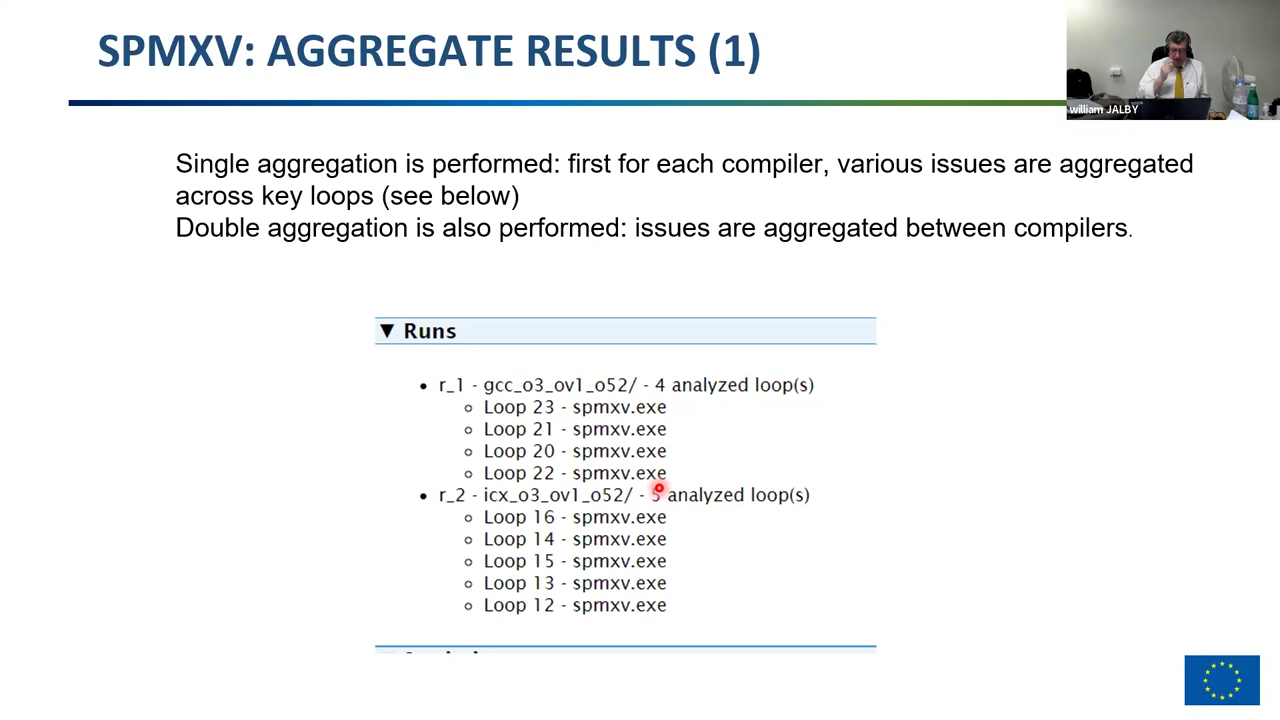 SPMXV: AGGREGATE RESULTS (1)
william JALBY
Single aggregation is performed: first for each compiler, various issues are aggregated
across key loops (see below)
Double aggregation is also performed: issues are aggregated between compilers.
▼ Runs
• r_1 - gcc_o3_ov1_o52/ - 4 analyzed loop(s)
◦ Loop 23 - spmxv.exe
◦ Loop 21 - spmxv.exe
◦ Loop 20 - spmxv.exe
◦ Loop 22 - spmxv.exe
• r_2 - icx_o3_ov1_o52/ - 5 analyzed loop(s)
◦ Loop 16 - spmxv.exe
◦ Loop 14 - spmxv.exe
◦ Loop 15 - spmxv.exe
◦ Loop 13 - spmxv.exe
◦ Loop 12 - spmxv.exe